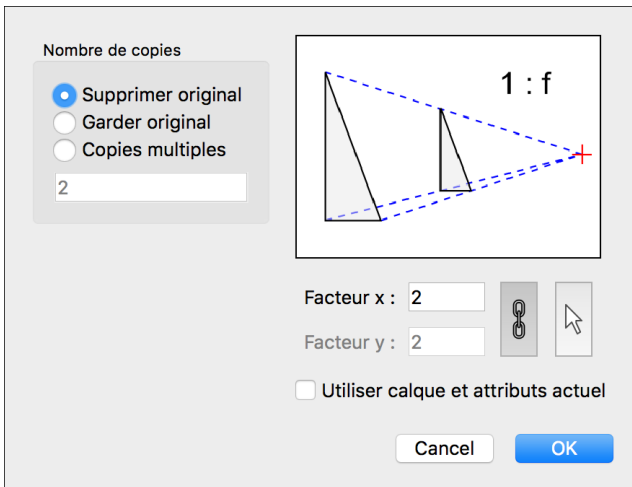 Nombre de copies
Supprimer original
Garder original
Copies multiples
2
1 : f
Facteur x : 2
Facteur y : 2
Utiliser calque et attributs actuel
Cancel OK